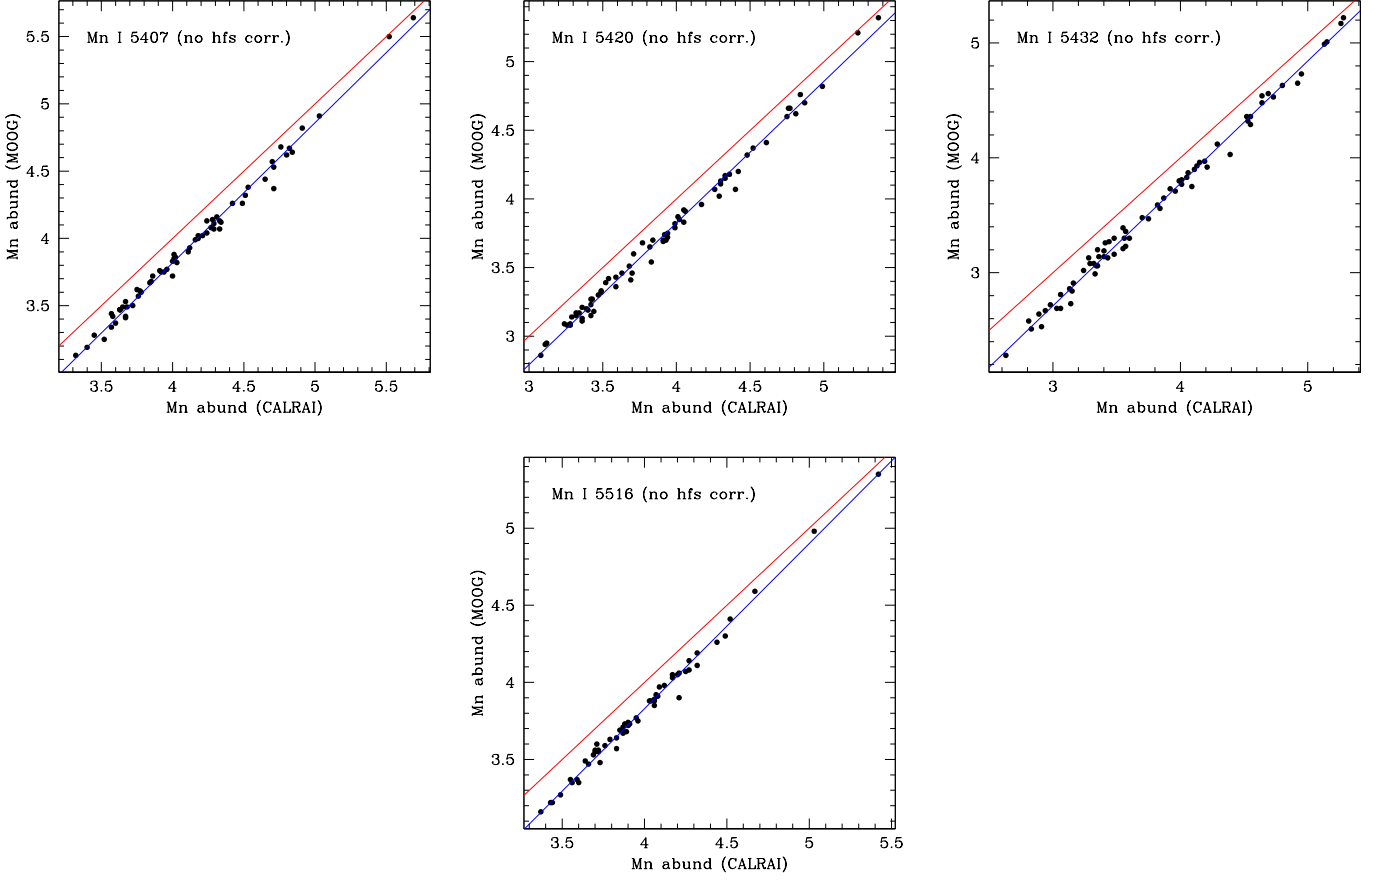 Mn I 5407 (no hfs corr.)
5.5
5
4.5
4
3.5
Mn abund (MOOG)
3.5 4 4.5 5 5.5
Mn abund (CALRAI)
Mn I 5420 (no hfs corr.)
5
4.5
4
3.5
3
Mn abund (MOOG)
3 3.5 4 4.5 5
Mn abund (CALRAI)
Mn I 5432 (no hfs corr.)
5
4
3
Mn abund (MOOG)
3 4 5
Mn abund (CALRAI)
Mn I 5516 (no hfs corr.)
5
4.5
4
3.5
Mn abund (MOOG)
3.5 4 4.5 5 5.5
Mn abund (CALRAI)